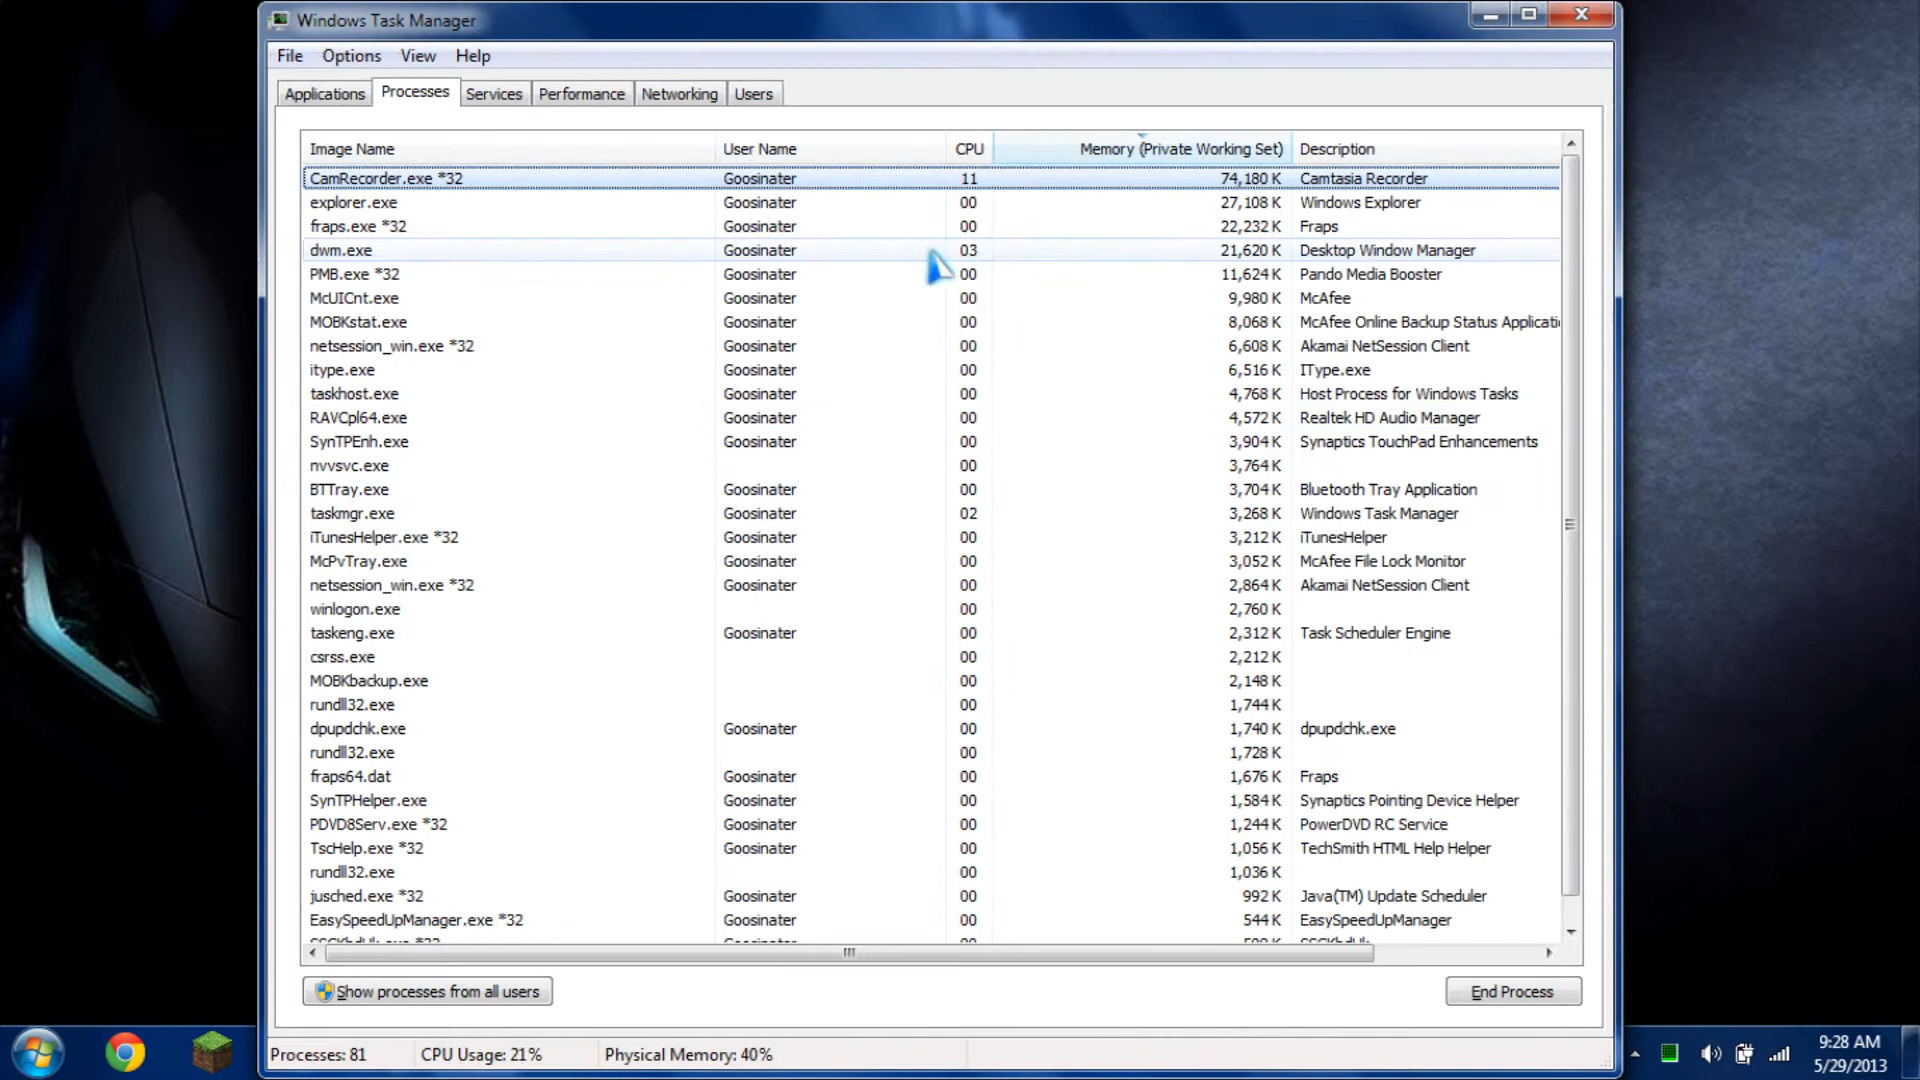 Windows Task Manager
File Options View Help
Applications Processes Services Performance Networking Users
Image Name User Name CPU Memory (Private Working Set) Description
CamRecorder.exe *32 Goosinater 11 74,180 K Camtasia Recorder
explorer.exe Goosinater 00 27,108 K Windows Explorer
fraps.exe *32 Goosinater 00 22,232 K Fraps
dwm.exe Goosinater 03 21,620 K Desktop Window Manager
PMB.exe *32 Goosinater 00 11,624 K Pando Media Booster
McUICnt.exe Goosinater 00 9,980 K McAfee
MOBKstat.exe Goosinater 00 8,068 K McAfee Online Backup Status Applicati
netsession_win.exe *32 Goosinater 00 6,608 K Akamai NetSession Client
itype.exe Goosinater 00 6,516 K IType.exe
taskhost.exe Goosinater 00 4,768 K Host Process for Windows Tasks
RAVCpl64.exe Goosinater 00 4,572 K Realtek HD Audio Manager
SynTPEnh.exe Goosinater 00 3,904 K Synaptics TouchPad Enhancements
nvvsvc.exe 00 3,764 K
BTTray.exe Goosinater 00 3,704 K Bluetooth Tray Application
taskmgr.exe Goosinater 02 3,268 K Windows Task Manager
iTunesHelper.exe *32 Goosinater 00 3,212 K iTunesHelper
McPvTray.exe Goosinater 00 3,052 K McAfee File Lock Monitor
netsession_win.exe *32 Goosinater 00 2,864 K Akamai NetSession Client
winlogon.exe 00 2,760 K
taskeng.exe Goosinater 00 2,312 K Task Scheduler Engine
csrss.exe 00 2,212 K
MOBKbackup.exe 00 2,148 K
rundll32.exe 00 1,744 K
dpupdchk.exe Goosinater 00 1,740 K dpupdchk.exe
rundll32.exe 00 1,728 K
fraps64.dat Goosinater 00 1,676 K Fraps
SynTPHelper.exe Goosinater 00 1,584 K Synaptics Pointing Device Helper
PDVD8Serv.exe *32 Goosinater 00 1,244 K PowerDVD RC Service
TscHelp.exe *32 Goosinater 00 1,056 K TechSmith HTML Help Helper
rundll32.exe 00 1,036 K
jusched.exe *32 Goosinater 00 992 K Java(TM) Update Scheduler
EasySpeedUpManager.exe *32 Goosinater 00 544 K EasySpeedUpManager
Show processes from all users End Process
Processes: 81 CPU Usage: 21% Physical Memory: 40%
9:28 AM
5/29/2013